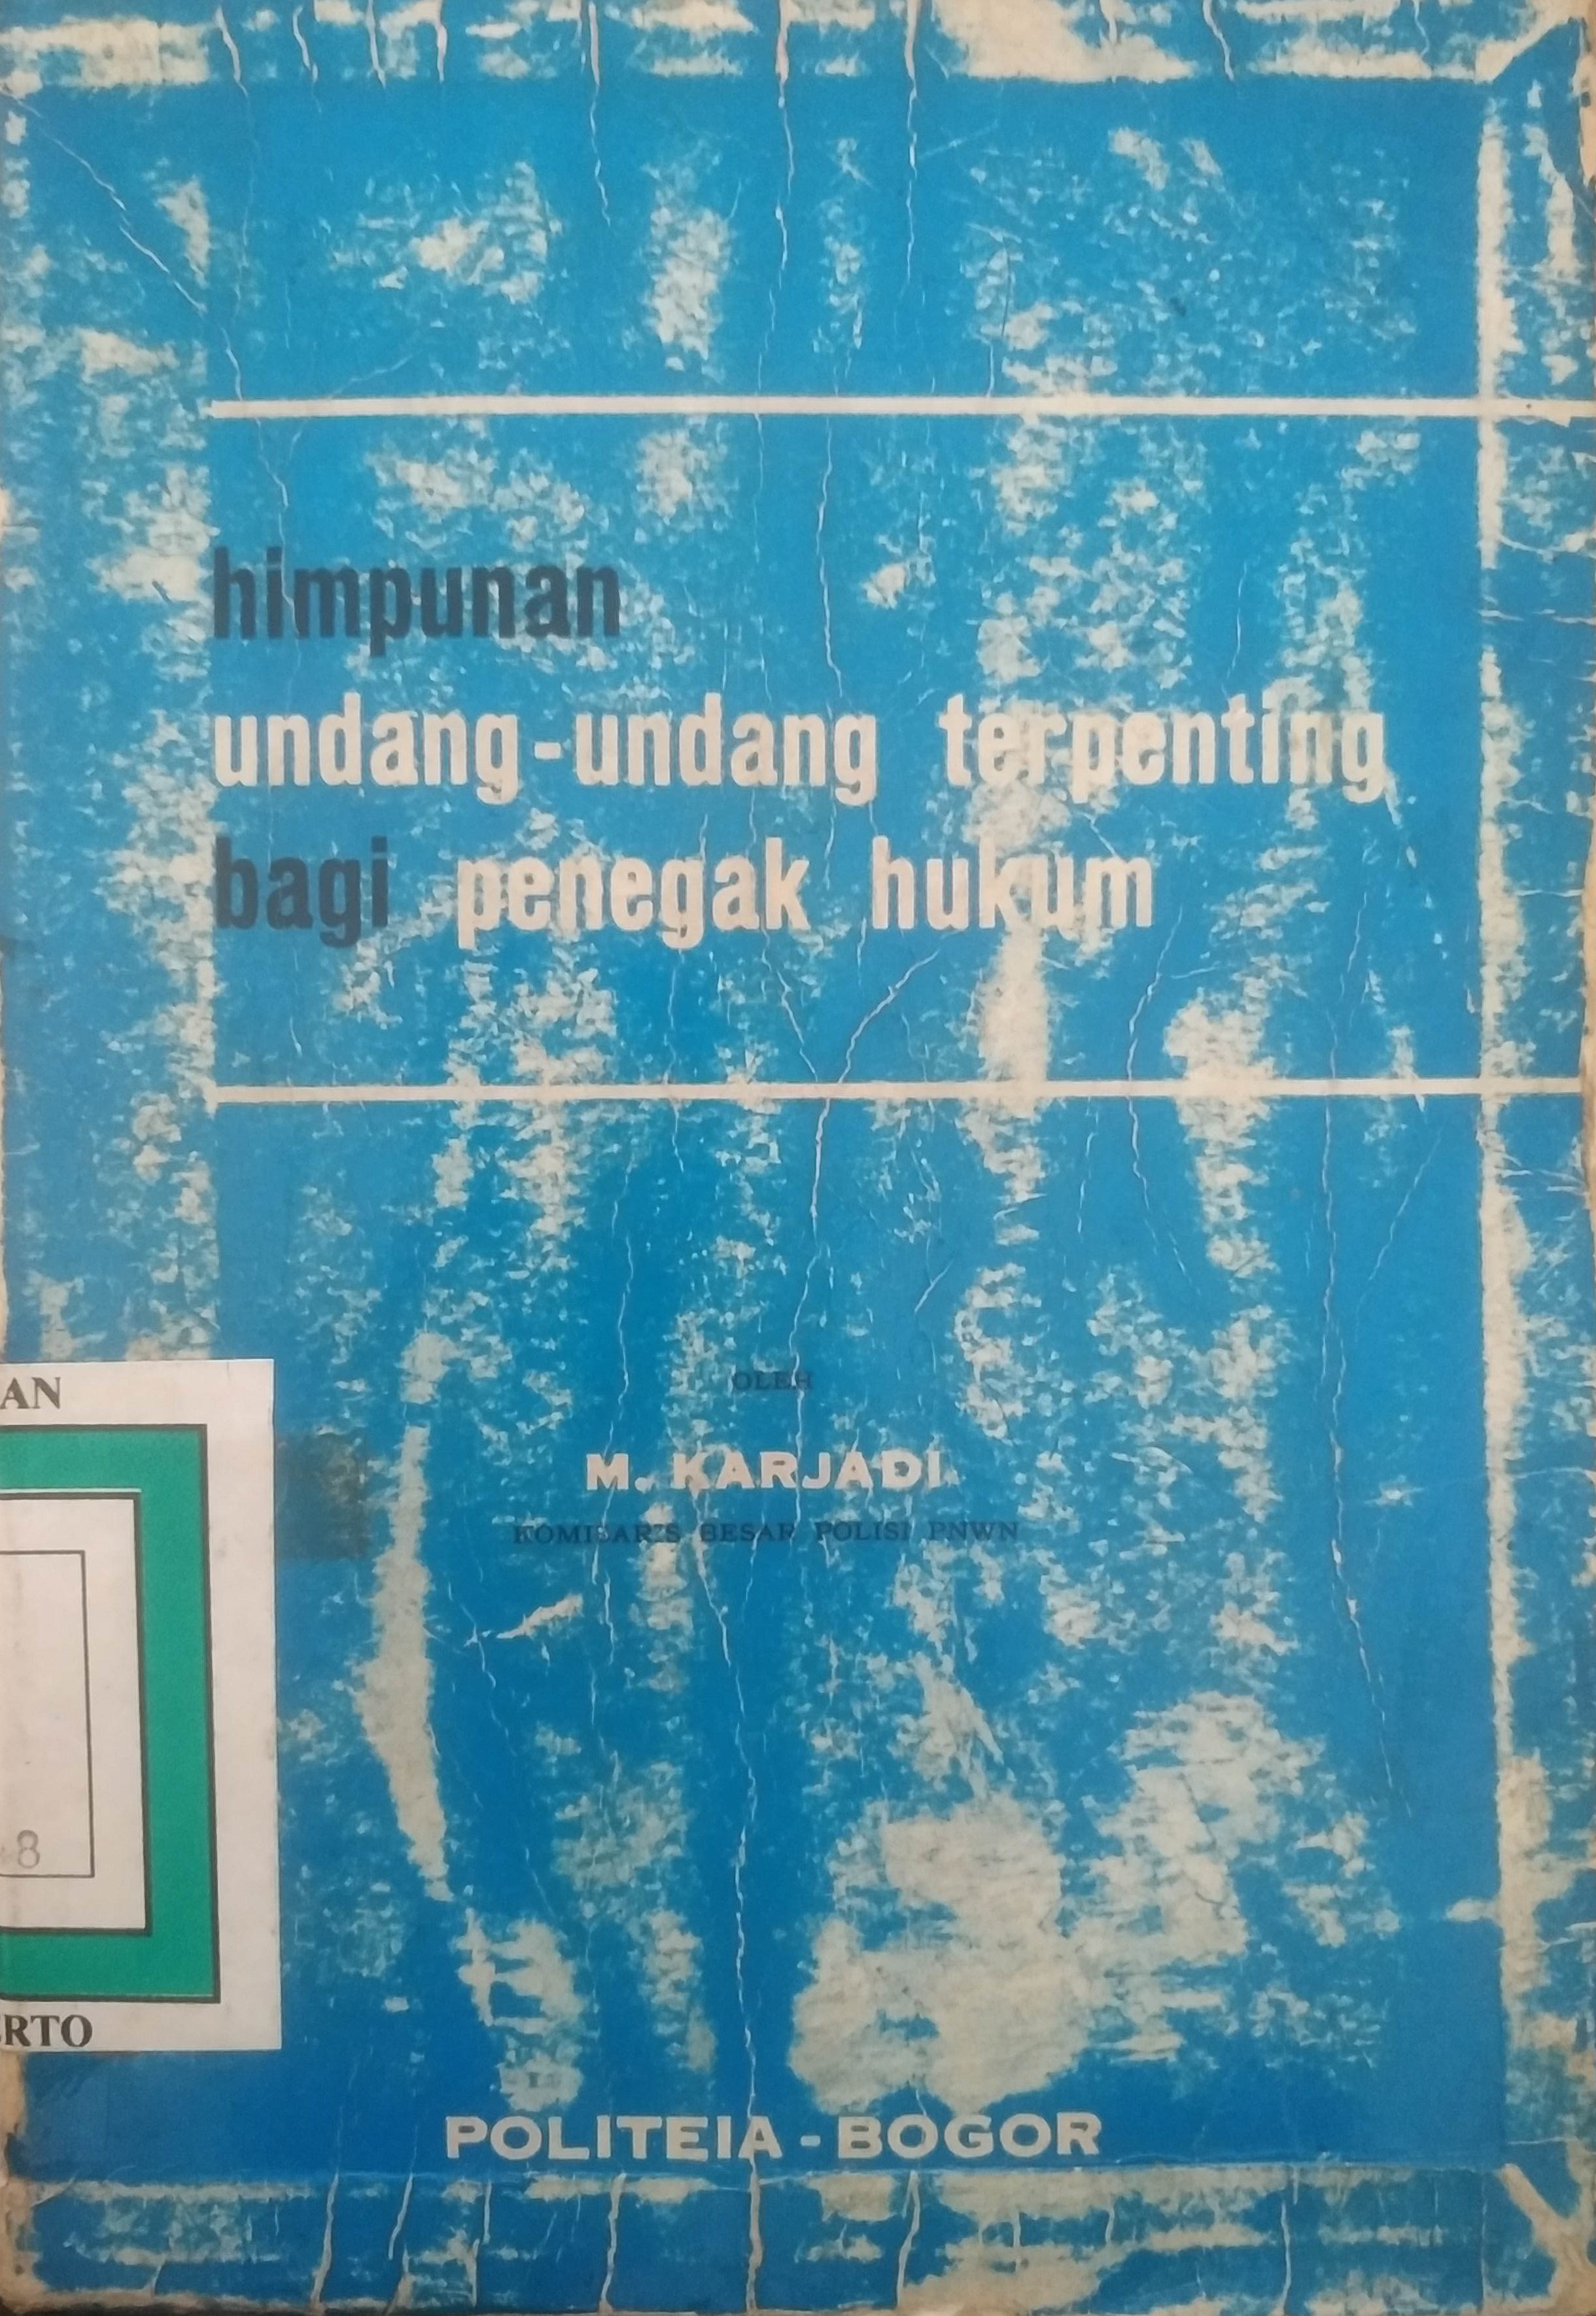 himpunan
undang-undang terpenting
bagi penegak hukum
OLEH
M. KARJADI
KOMISARIS BESAR POLISI PNWN
AN
8
RTO
POLITEIA - BOGOR